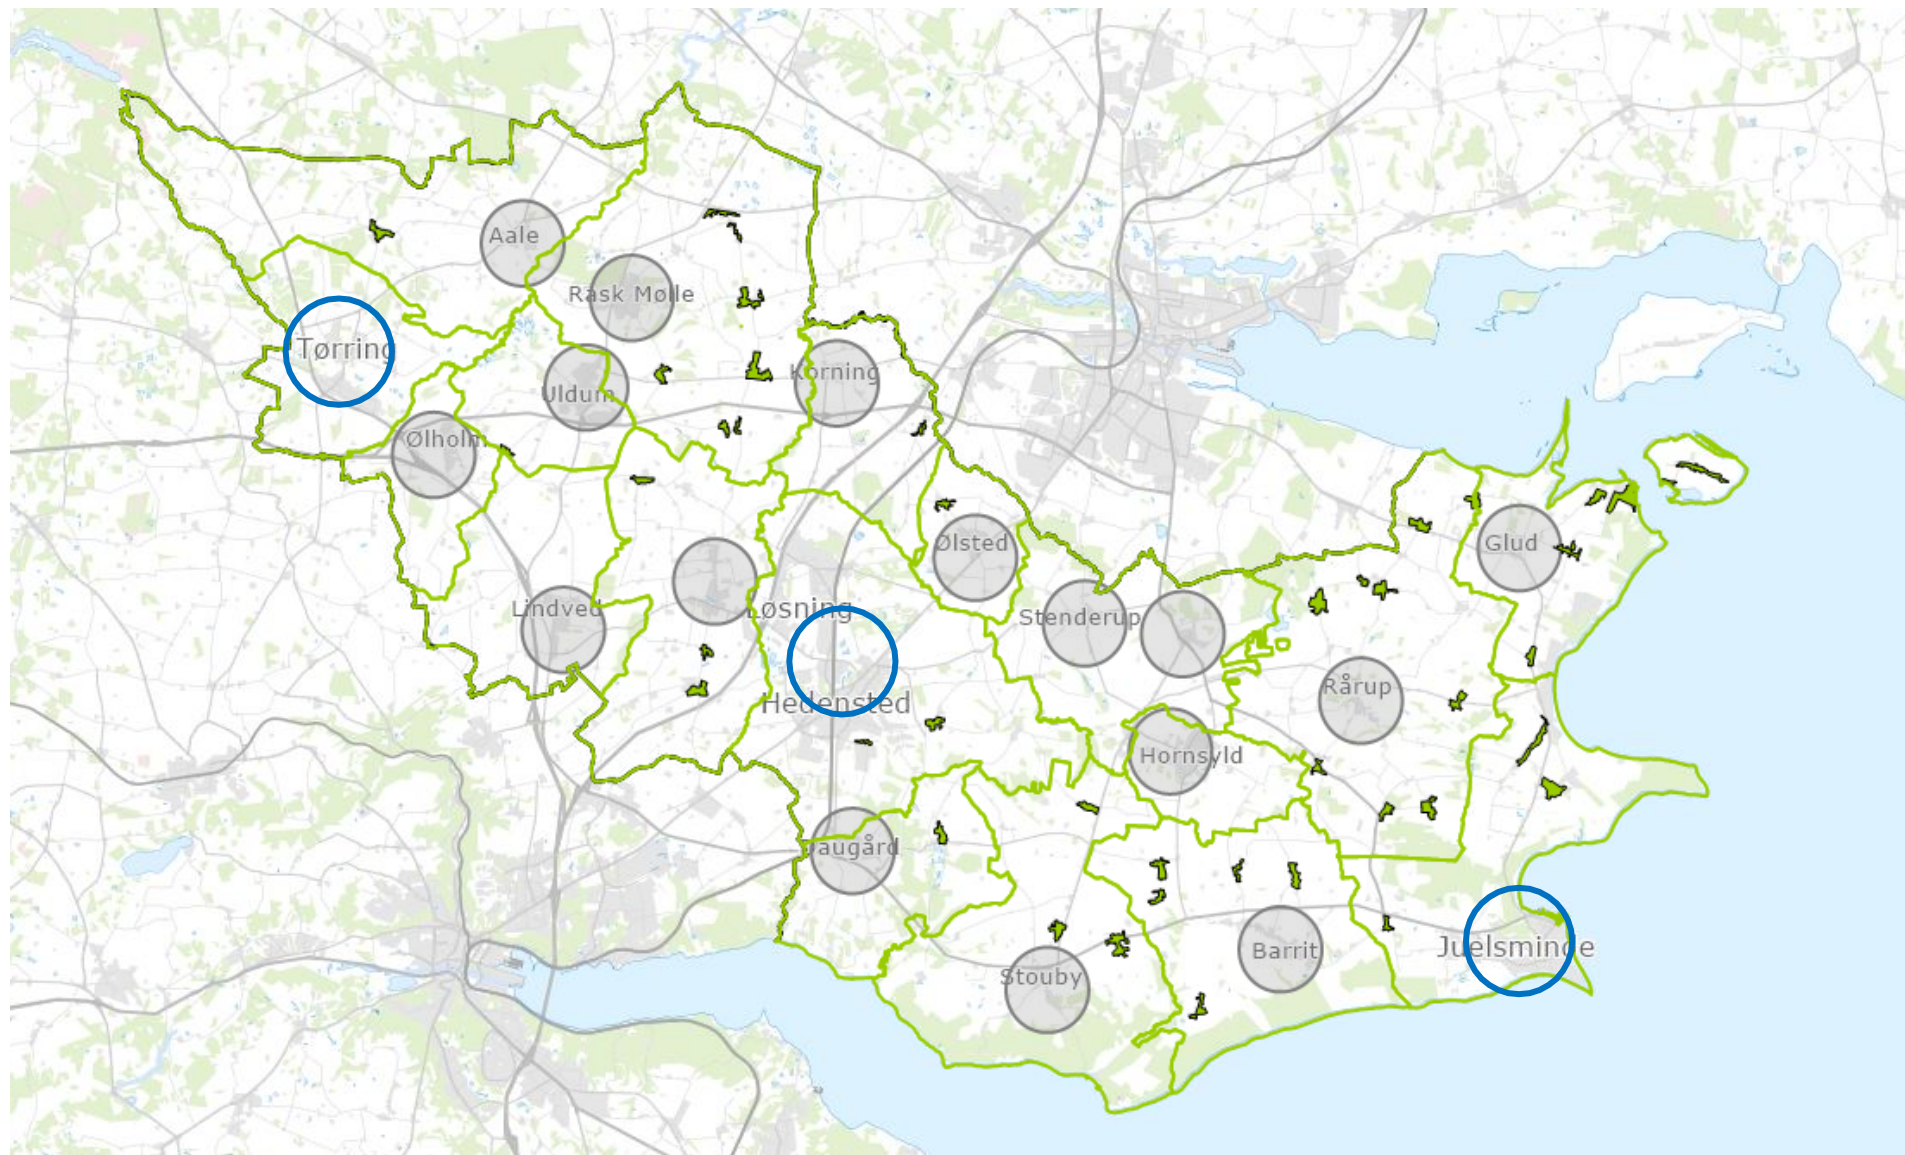 Aale
Rask Mølle
Tørring
Korning
Uldum
Ølholm
Ølsted
Glud
Lindved
Løsning
Stenderup
Rårup
Hedensted
Hornsyld
Daugård
Juelsminde
Barrit
Stouby